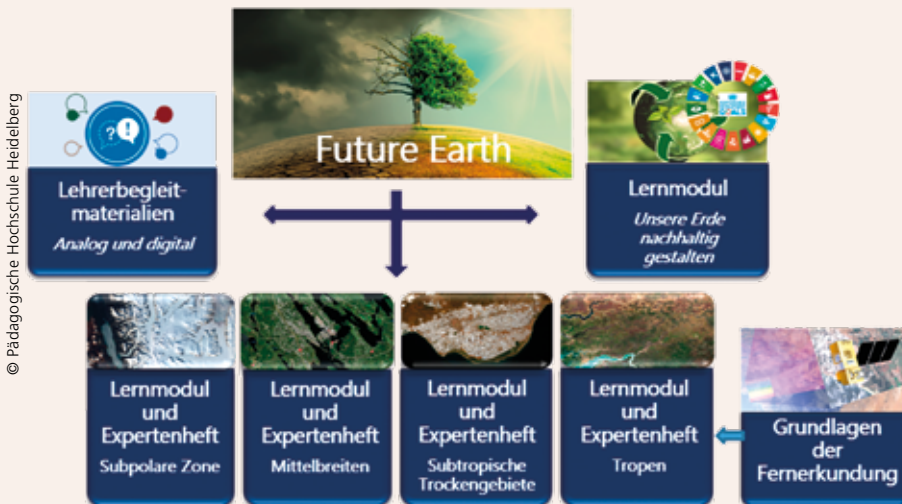 © Pädagogische Hochschule Heidelberg
Future Earth
?!
Lehrerbegleit-
materialien
Analog und digital
Lernmodul
Unsere Erde
nachhaltig
gestalten
Lernmodul
und
Expertenheft
Subpolare Zone
Lernmodul
und
Expertenheft
Mittelbreiten
Lernmodul
und
Expertenheft
Subtropische
Trockengebiete
Lernmodul
und
Expertenheft
Tropen
Grundlagen
der
Fernerkundung